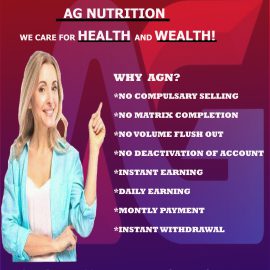 AG NUTRITION
WE CARE FOR HEALTH AND WEALTH!
WHY AGN?
*NO COMPULSARY SELLING
*NO MATRIX COMPLETION
*NO VOLUME FLUSH OUT
*NO DEACTIVATION OF ACCOUNT
*INSTANT EARNING
*DAILY EARNING
*MONTLY PAYMENT
*INSTANT WITHDRAWAL